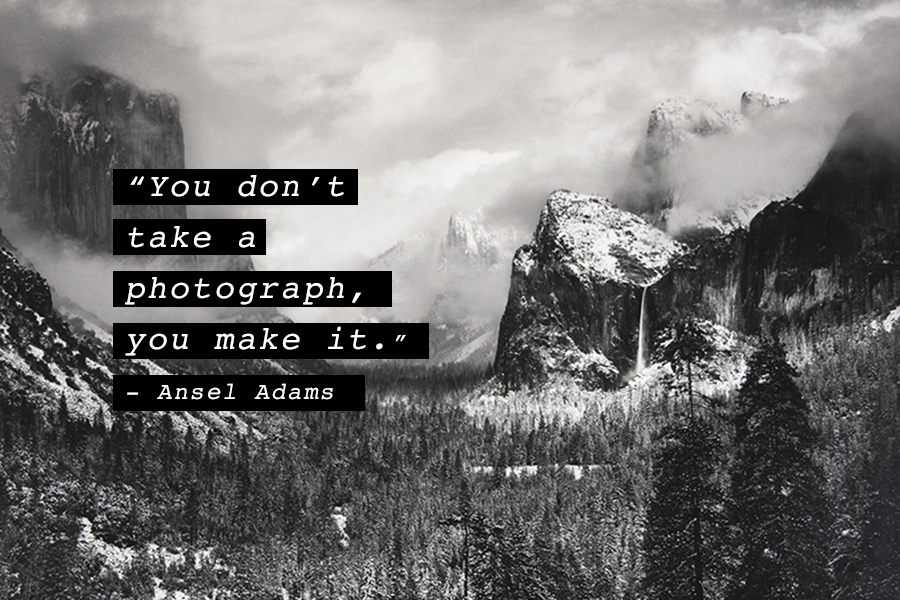 “You don’t
take a
photograph,
you make it.”
– Ansel Adams